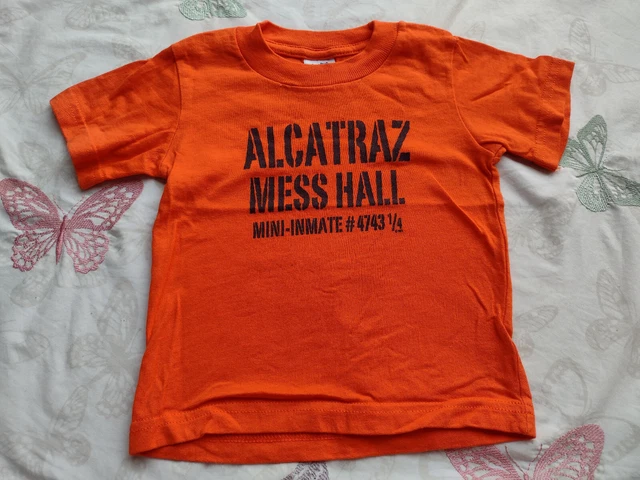 ALCATRAZ
MESS HALL
MINI-INMATE # 4743 1/4